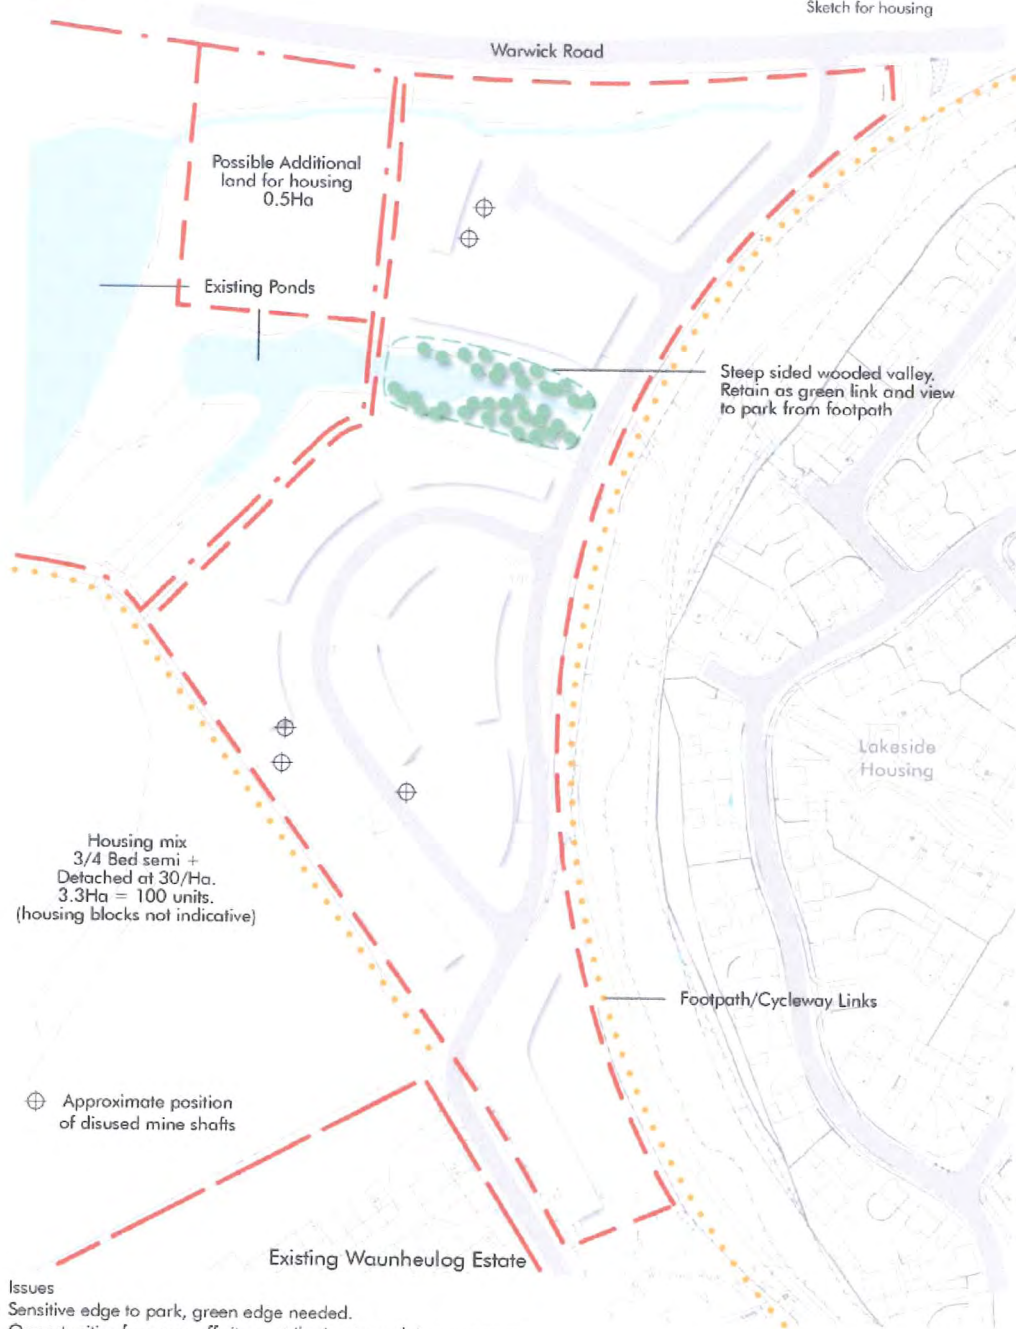 Sketch for housing
Warwick Road
Possible Additional
land for housing
0.5Ha
Existing Ponds
Steep sided wooded valley.
Retain as green link and view
to park from footpath
Lakeside
Housing
Housing mix
3/4 Bed semi +
Detached at 30/Ha.
3.3Ha = 100 units.
(housing blocks not indicative)
Footpath/Cycleway Links
Approximate position
of disused mine shafts
Existing Waunheulog Estate
Issues
Sensitive edge to park, green edge needed.